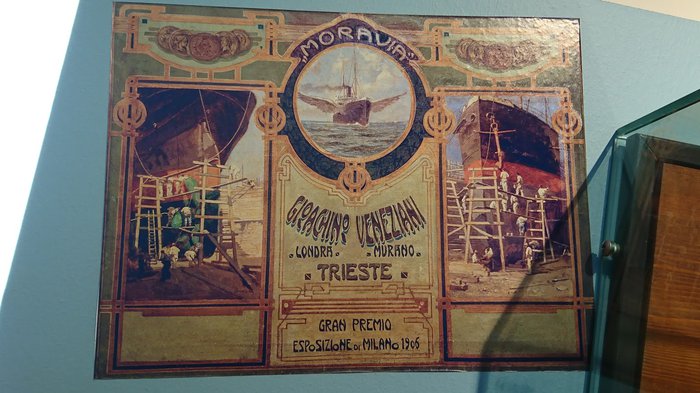 „MORAVIA"
GIOACHINO VENEZIANI
LONDRA - MURANO
TRIESTE
GRAN PREMIO
ESPOSIZIONE DI MILANO 1906